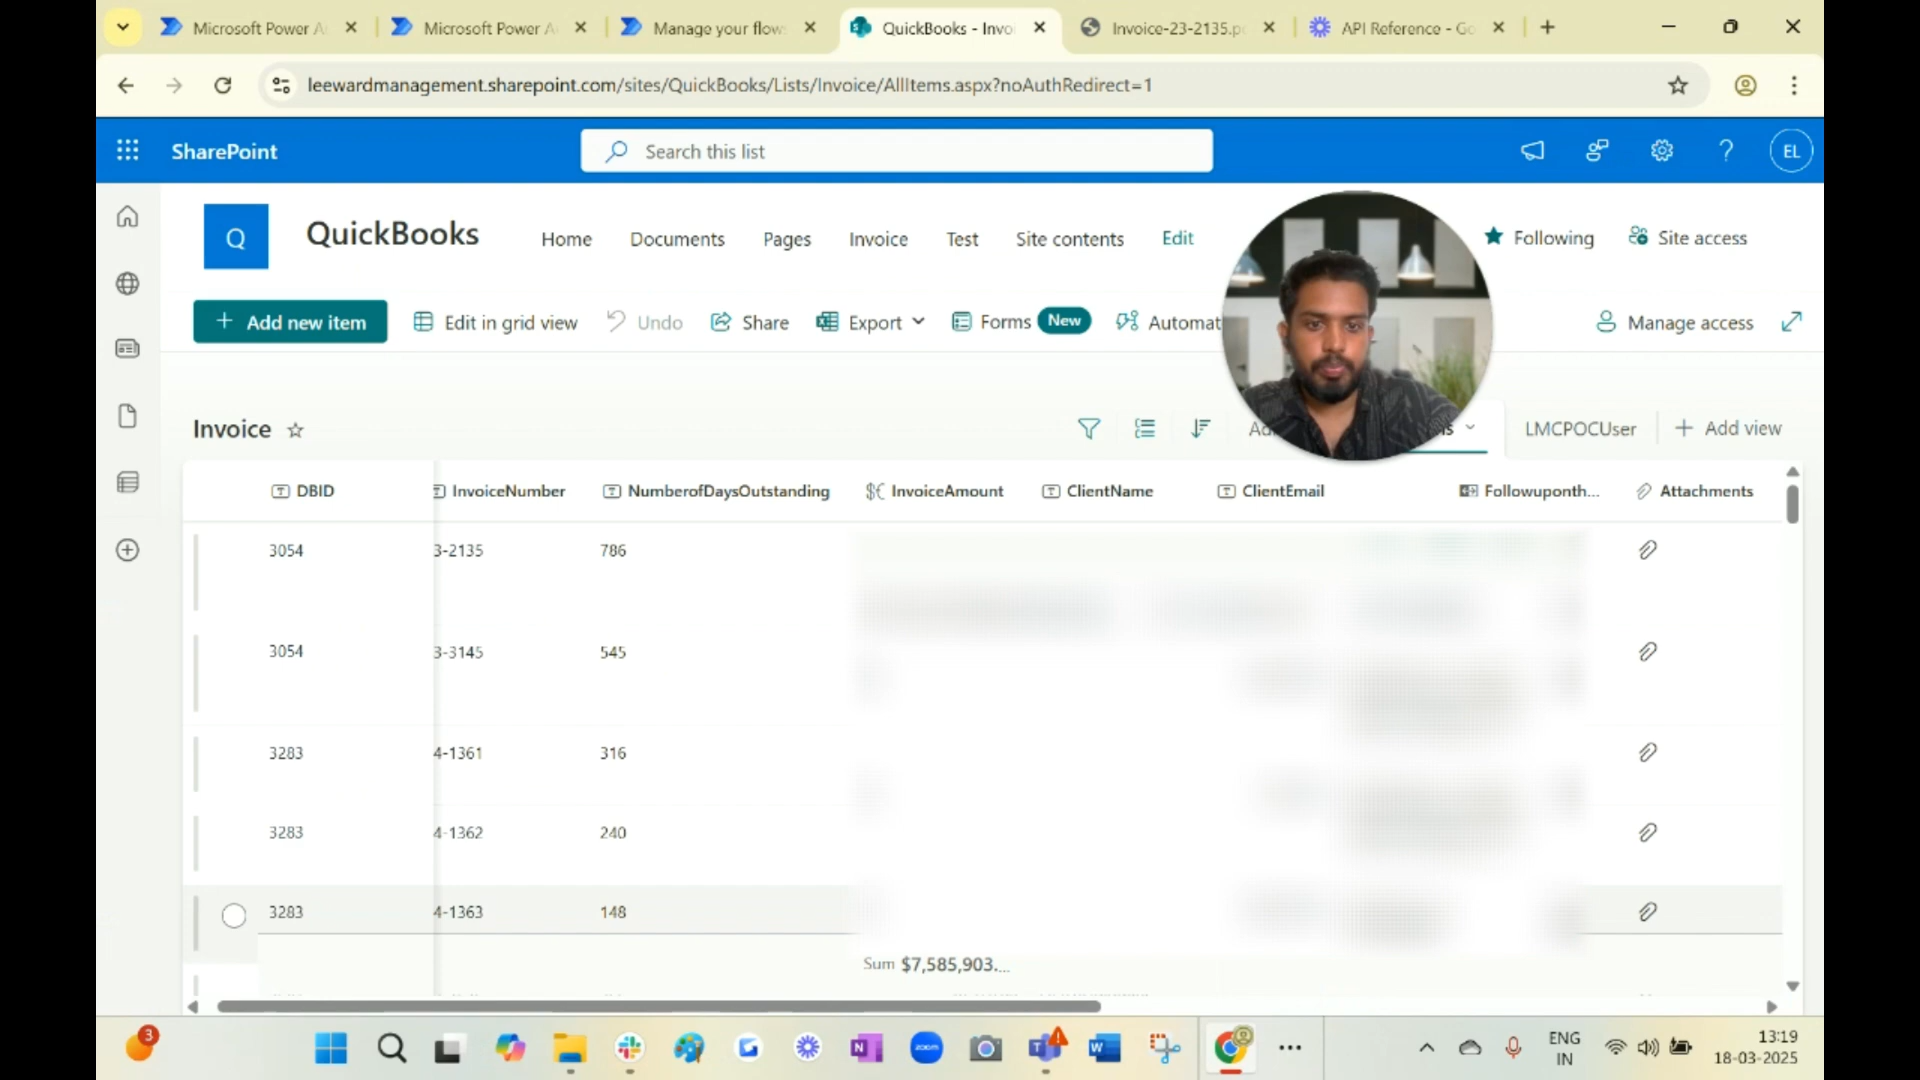 Microsoft Power A
Microsoft Power A
Manage your flow
QuickBooks - Invoi
Invoice-23-2135.p
API Reference - Go
leewardmanagement.sharepoint.com/sites/QuickBooks/Lists/Invoice/AllItems.aspx?noAuthRedirect=1
SharePoint
Search this list
EL
Q
QuickBooks
Home
Documents
Pages
Invoice
Test
Site contents
Edit
Following
Site access
Add new item
Edit in grid view
Undo
Share
Export
Forms
New
Automat
Manage access
Invoice
LMCPOCUser
Add view
DBID
InvoiceNumber
NumberofDaysOutstanding
InvoiceAmount
ClientName
ClientEmail
Followuponth...
Attachments
3054
3-2135
786
3054
3-3145
545
3283
4-1361
316
3283
4-1362
240
3283
4-1363
148
Sum $7,585,903....
3
zoom
ENG
IN
13:19
18-03-2025